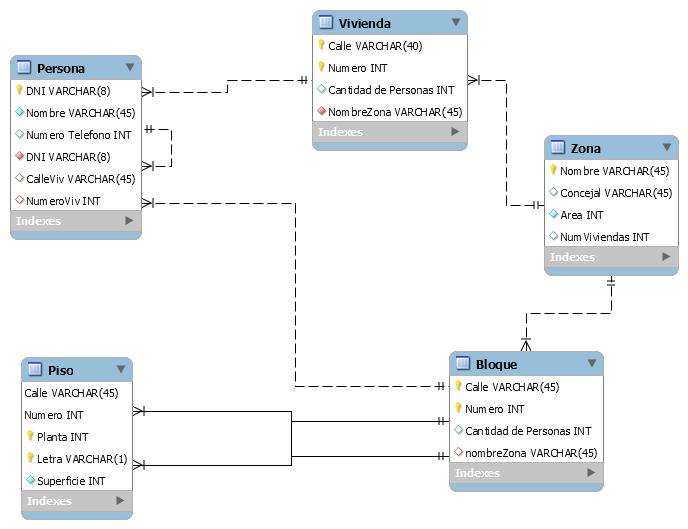 Vivienda
Calle VARCHAR(40)
Numero INT
Cantidad de Personas INT
NombreZona VARCHAR(45)
Indexes
Persona
DNI VARCHAR(8)
Nombre VARCHAR(45)
Numero Telefono INT
DNI VARCHAR(8)
CalleViv VARCHAR(45)
NumeroViv INT
Indexes
Zona
Nombre VARCHAR(45)
Concejal VARCHAR(45)
Area INT
Num Viviendas INT
Indexes
Piso
Calle VARCHAR(45)
Numero INT
Planta INT
Letra VARCHAR(1)
Superficie INT
Indexes
Bloque
Calle VARCHAR(45)
Numero INT
Cantidad de Personas INT
nombreZona VARCHAR(45)
Indexes